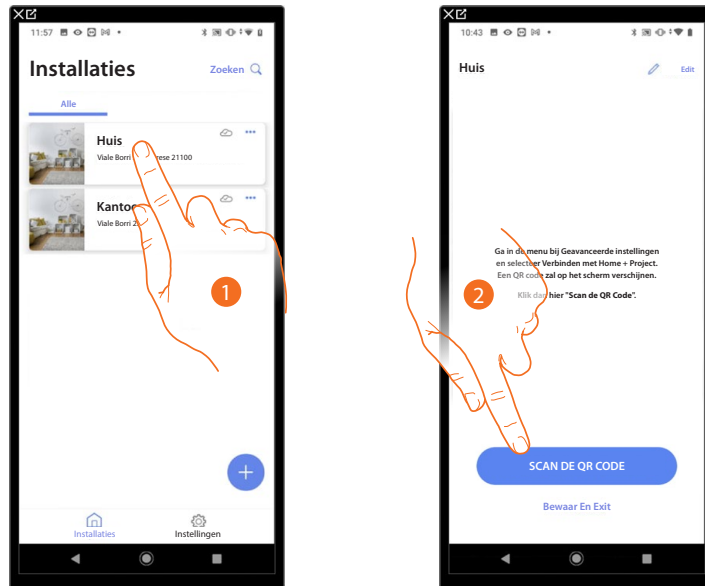 11:57
Installaties
Zoeken
Alle
Huis
Viale Borri
rese 21100
Kanto
Viale Borri 2
1
+
Installaties
Instellingen
10:43
Huis
Edit
Ga in de menu bij Geavanceerde instellingen
en selecteer Verbinden met Home + Project.
Een QR code zal op het scherm verschijnen.
Klik dan hier "Scan de QR Code".
2
SCAN DE QR CODE
Bewaar En Exit